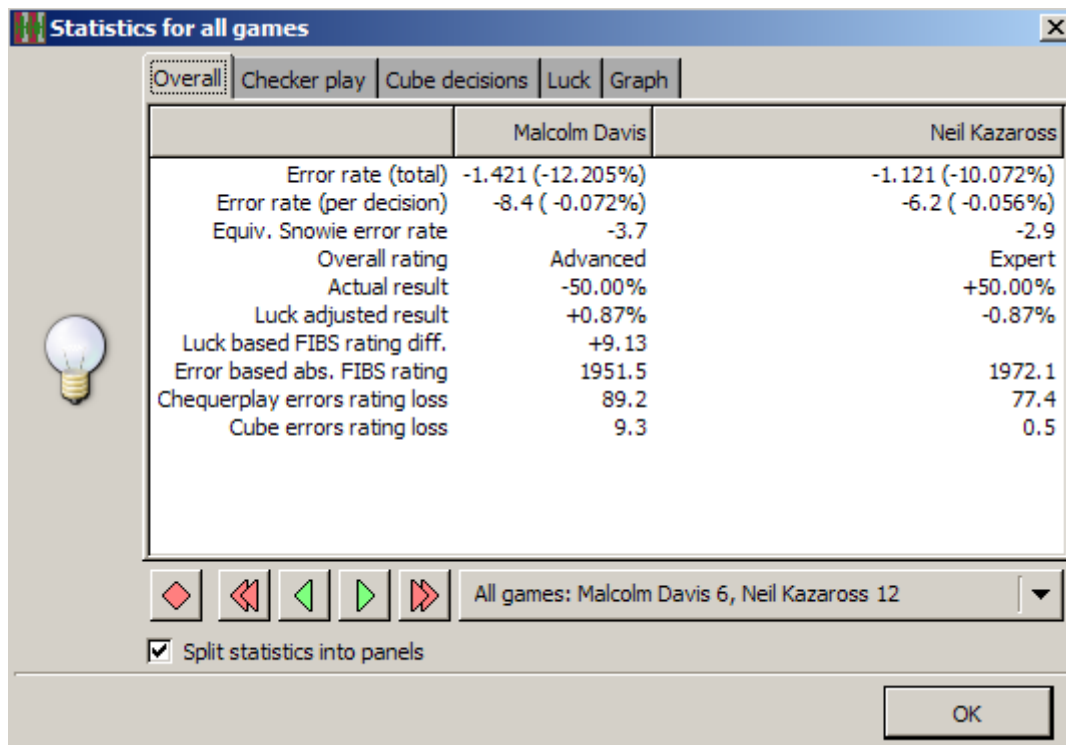 Statistics for all games
Overall Checker play Cube decisions Luck Graph
Malcolm Davis Neil Kazaross
Error rate (total) -1.421 (-12.205%) -1.121 (-10.072%)
Error rate (per decision) -8.4 ( -0.072%) -6.2 ( -0.056%)
Equiv. Snowie error rate -3.7 -2.9
Overall rating Advanced Expert
Actual result -50.00% +50.00%
Luck adjusted result +0.87% -0.87%
Luck based FIBS rating diff. +9.13
Error based abs. FIBS rating 1951.5 1972.1
Chequerplay errors rating loss 89.2 77.4
Cube errors rating loss 9.3 0.5
All games: Malcolm Davis 6, Neil Kazaross 12
Split statistics into panels
OK